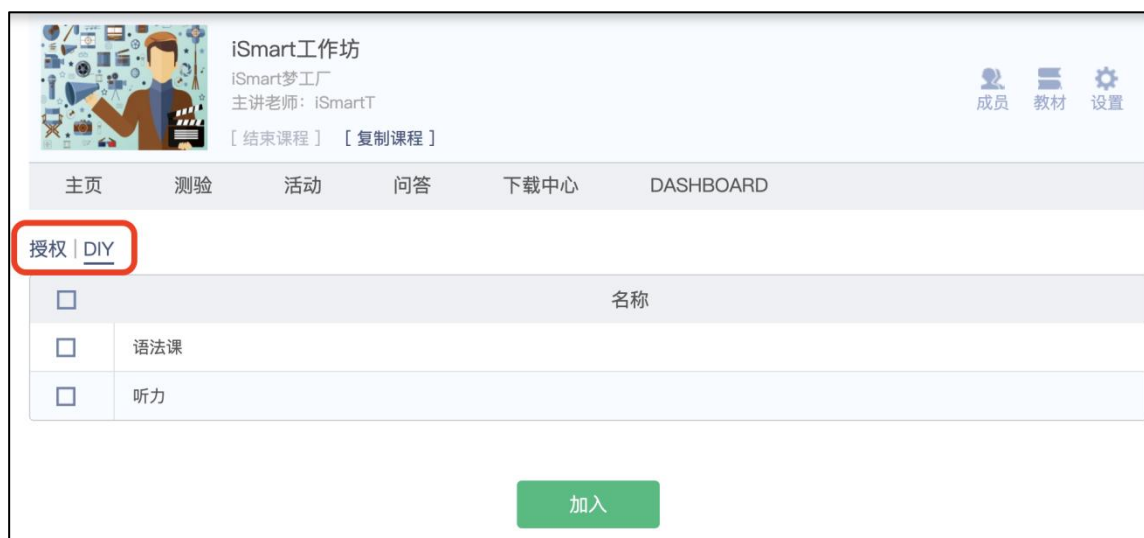 iSmart工作坊
iSmart梦工厂
主讲老师：iSmartT
[ 结束课程 ] [ 复制课程 ]
成员 教材 设置
主页 测验 活动 问答 下载中心 DASHBOARD
授权 | DIY
名称
语法课
听力
加入